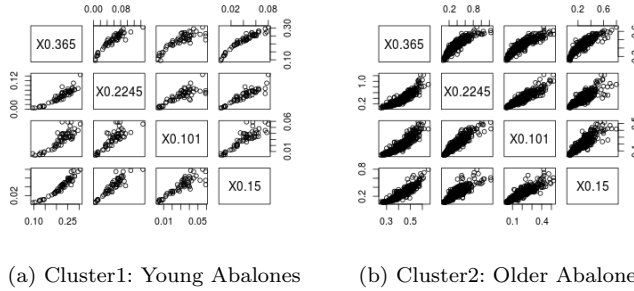 0.00 0.08 0.02 0.08
X0.365
0.10 0.30
0.00 0.12
X0.2245
X0.101
0.01 0.06
0.02
X0.15
0.10 0.25 0.01 0.05
0.2 0.8 0.2 0.6
X0.365
0.2 1.0
X0.2245
X0.101
0.2 0.8
X0.15
0.3 0.5 0.1 0.4
(a) Cluster1: Young Abalones
(b) Cluster2: Older Abalone